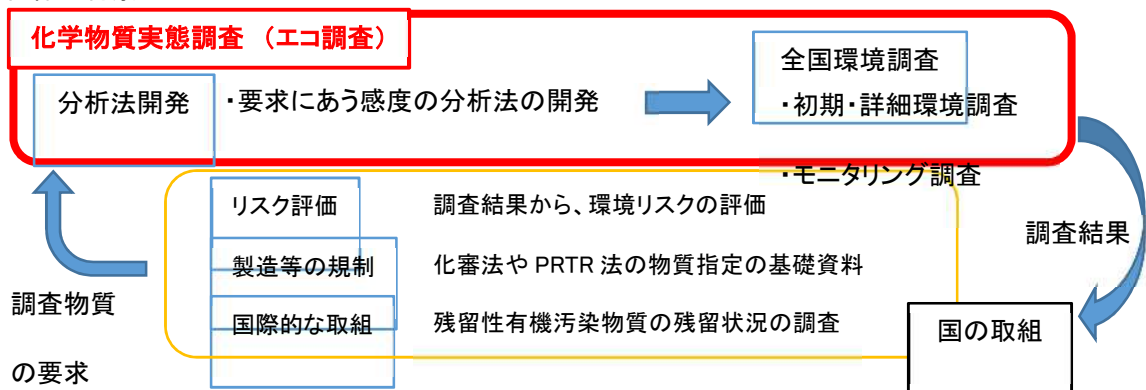 化学物質実態調査 （エコ調査）
分析法開発 ・要求にあう感度の分析法の開発
全国環境調査
・初期・詳細環境調査
・モニタリング調査
リスク評価 調査結果から、環境リスクの評価
製造等の規制 化審法や PRTR 法の物質指定の基礎資料
国際的な取組 残留性有機汚染物質の残留状況の調査
調査物質
の要求
調査結果
国の取組